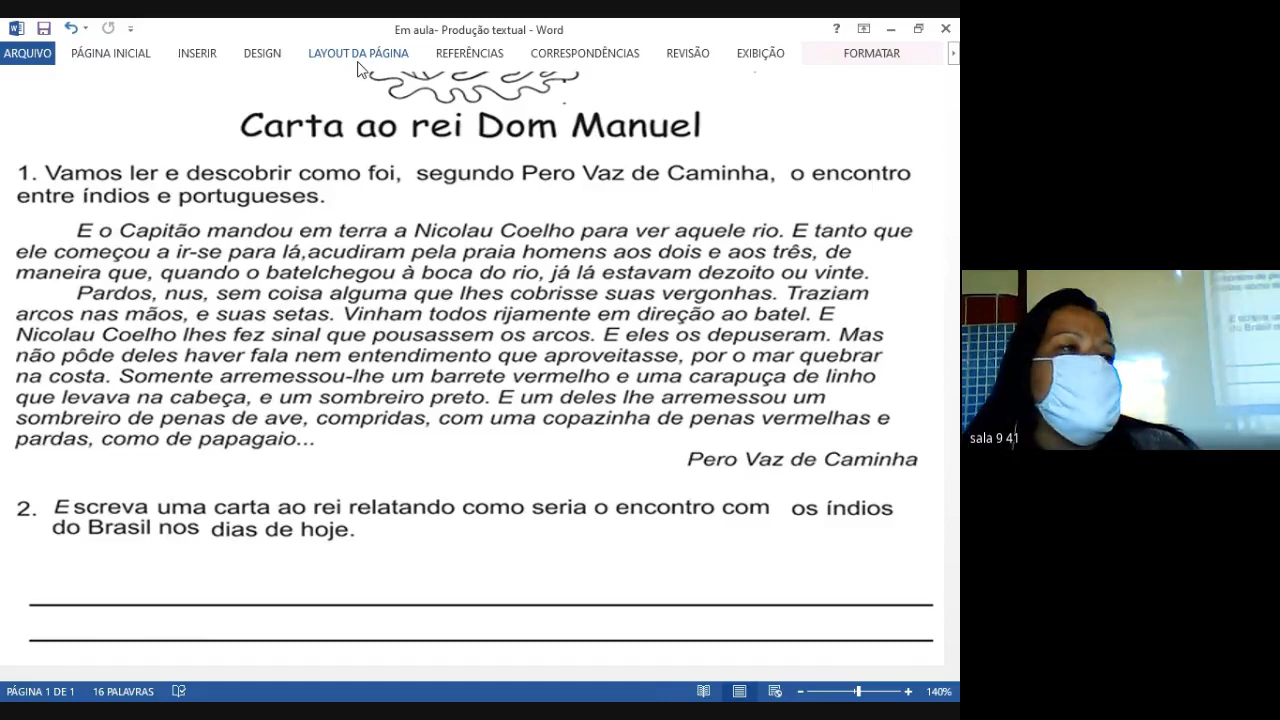 Em aula- Produção textual - Word
ARQUIVO PÁGINA INICIAL INSERIR DESIGN LAYOUT DA PÁGINA REFERÊNCIAS CORRESPONDÊNCIAS REVISÃO EXIBIÇÃO FORMATAR
Carta ao rei Dom Manuel
1. Vamos ler e descobrir como foi, segundo Pero Vaz de Caminha, o encontro
entre índios e portugueses.
E o Capitão mandou em terra a Nicolau Coelho para ver aquele rio. E tanto que
ele começou a ir-se para lá,acudiram pela praia homens aos dois e aos três, de
maneira que, quando o batelchegou à boca do rio, já lá estavam dezoito ou vinte.
Pardos, nus, sem coisa alguma que lhes cobrisse suas vergonhas. Traziam
arcos nas mãos, e suas setas. Vinham todos rijamente em direção ao batel. E
Nicolau Coelho lhes fez sinal que pousassem os arcos. E eles os depuseram. Mas
não pôde deles haver fala nem entendimento que aproveitasse, por o mar quebrar
na costa. Somente arremessou-lhe um barrete vermelho e uma carapuça de linho
que levava na cabeça, e um sombreiro preto. E um deles lhe arremessou um
sombreiro de penas de ave, compridas, com uma copazinha de penas vermelhas e
pardas, como de papagaio...
Pero Vaz de Caminha
2. Escreva uma carta ao rei relatando como seria o encontro com os índios
do Brasil nos dias de hoje.
sala 9 41
PÁGINA 1 DE 1 16 PALAVRAS 140%